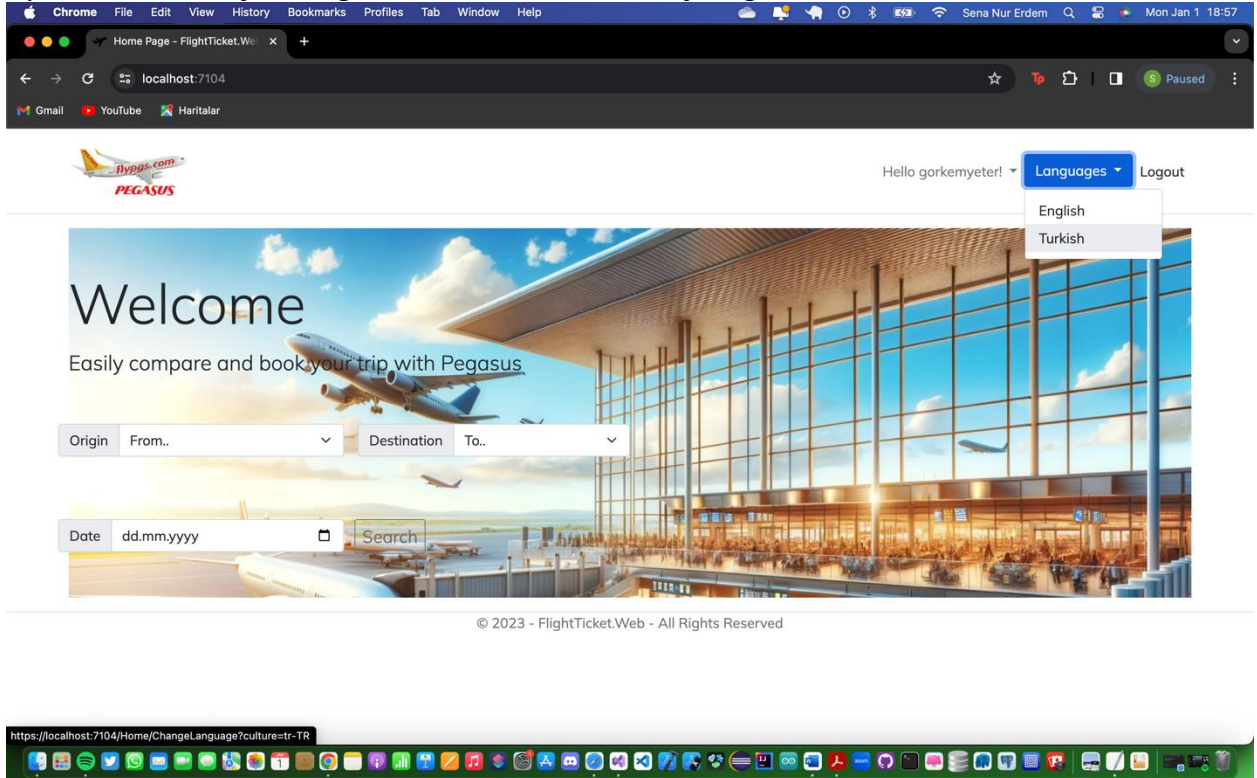 Chrome File Edit View History Bookmarks Profiles Tab Window Help Sena Nur Erdem Mon Jan 1 18:57
Home Page - FlightTicket.We
localhost:7104 Tp S Paused
Gmail YouTube Haritalar
flypgs.com
PEGASUS
Hello gorkemyeter! Languages Logout
English
Turkish
Welcome
Easily compare and book your trip with Pegasus
Origin From.. Destination To..
Date dd.mm.yyyy Search
© 2023 - FlightTicket.Web - All Rights Reserved
https://localhost:7104/Home/ChangeLanguage?culture=tr-TR